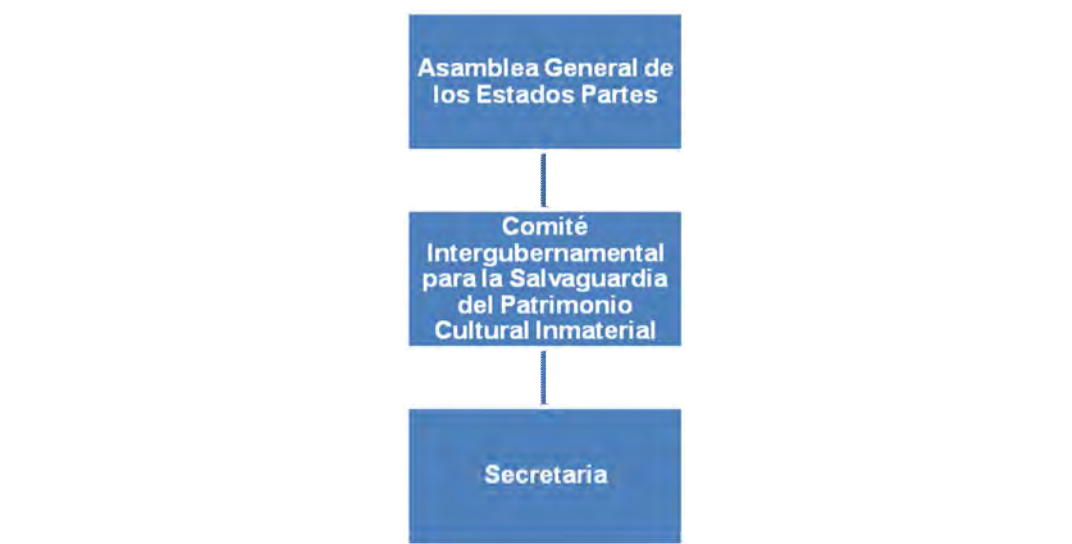 Asamblea General de
los Estados Partes
Comité
Intergubernamental
para la Salvaguardia
del Patrimonio
Cultural Inmaterial
Secretaria